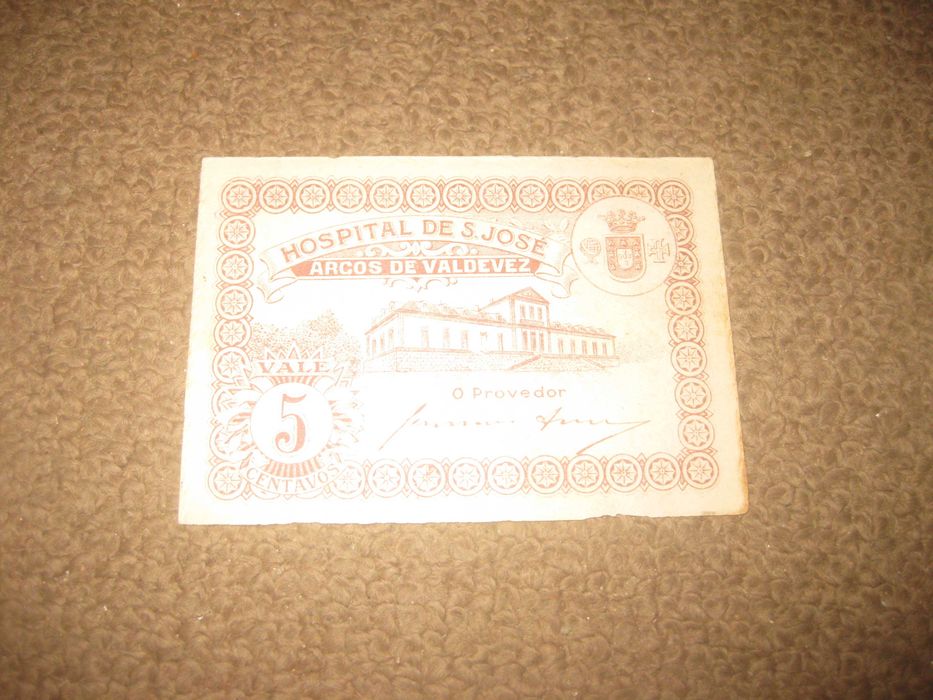 HOSPITAL DE S. JOSÉ
ARCOS DE VALDEVEZ
VALE
5
CENTAVOS
O Provedor